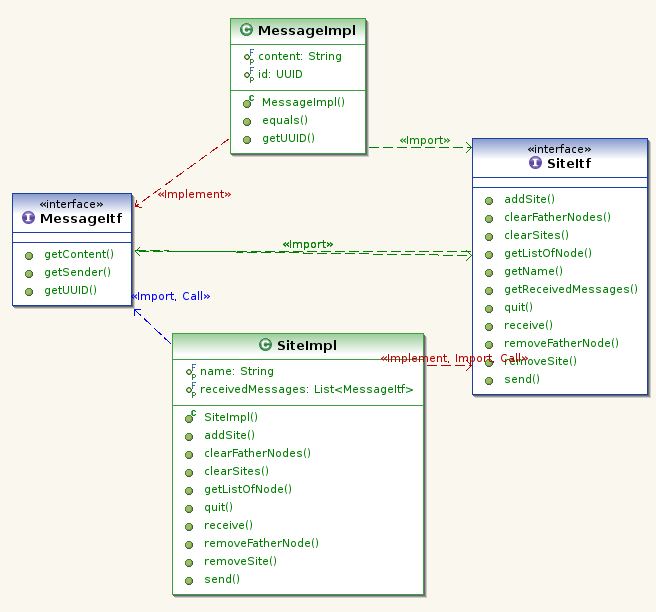 MessageImpl
content: String
id: UUID
MessageImpl()
equals()
getUUID()
«Import»
«interface»
SiteItf
addSite()
clearFatherNodes()
clearSites()
getListOfNode()
getName()
getReceivedMessages()
quit()
receive()
removeFatherNode()
removeSite()
send()
«Implement»
«interface»
MessageItf
getContent()
getSender()
getUUID()
«Import»
«Import, Call»
«Implement, Import, Call»
SiteImpl
name: String
receivedMessages: List<MessageItf>
SiteImpl()
addSite()
clearFatherNodes()
clearSites()
getListOfNode()
quit()
receive()
removeFatherNode()
removeSite()
send()